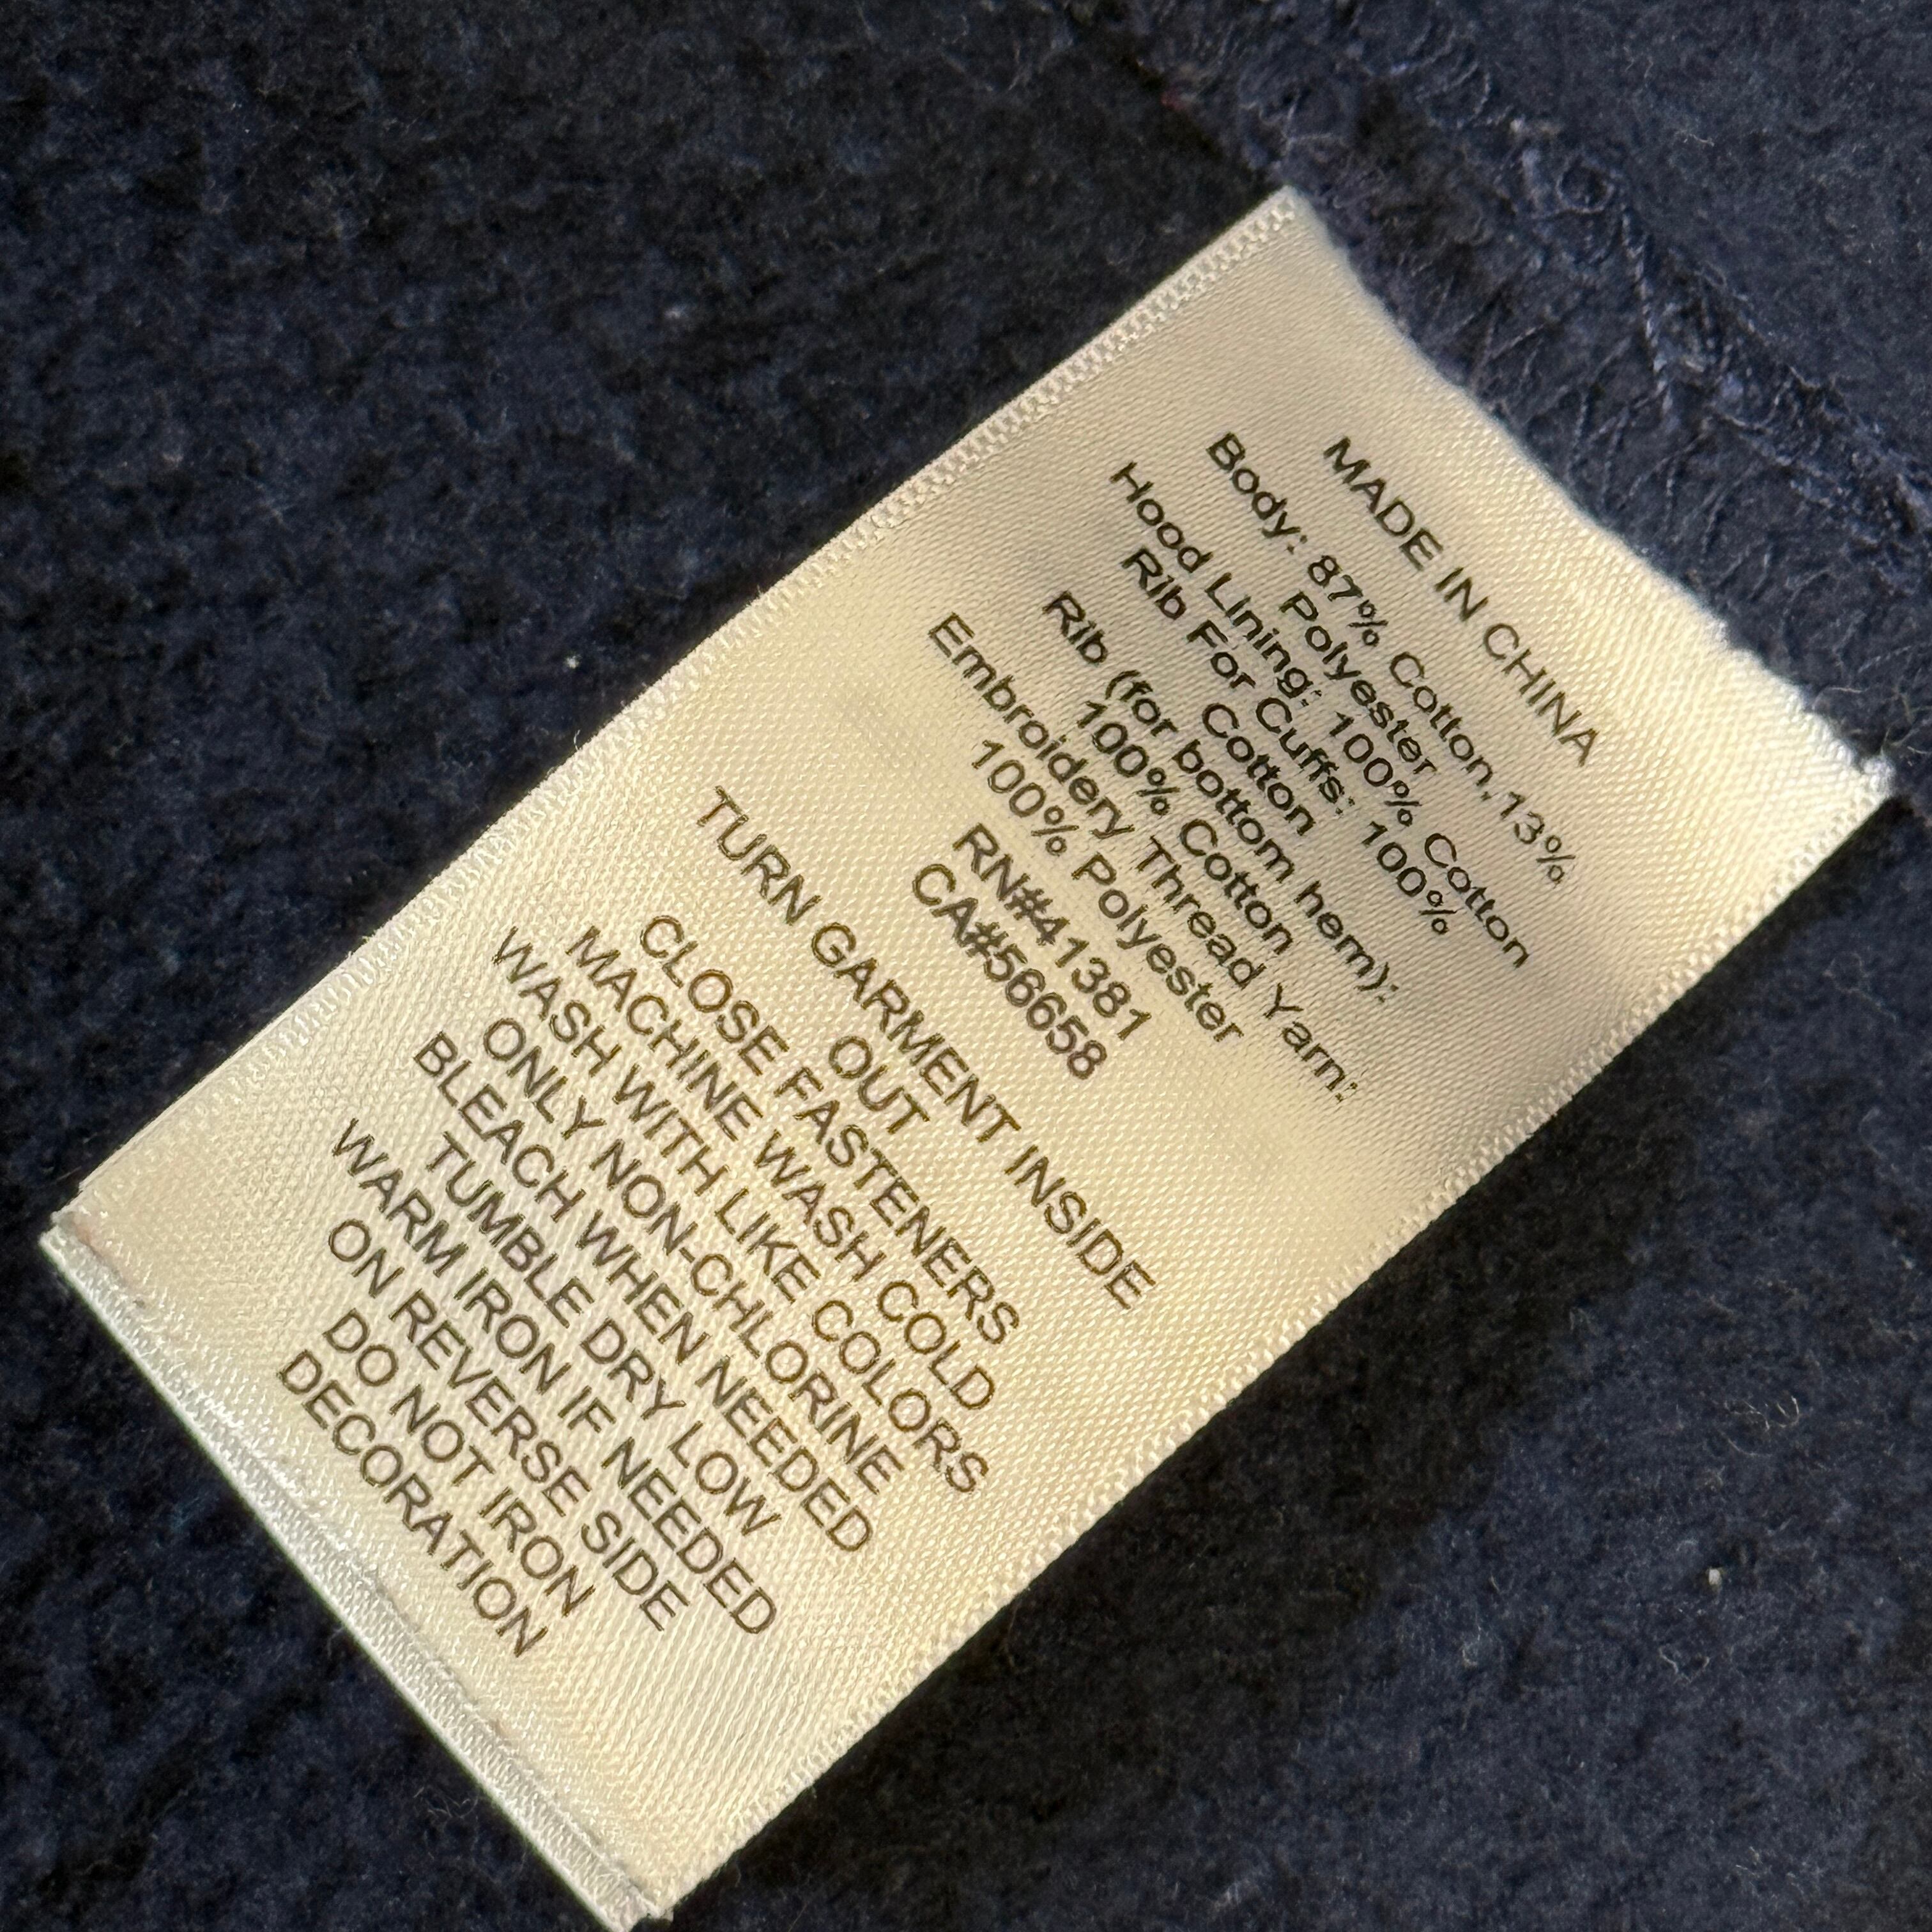 MADE IN CHINA
Body: 87% Cotton, 13%
Polyester
Hood Lining: 100% Cotton
Rib For Cuffs: 100%
Cotton
Rib (for bottom hem):
100% Cotton
Embroidery Thread Yarn:
100% Polyester
RN#41381
CA#56658
TURN GARMENT INSIDE
OUT
CLOSE FASTENERS
MACHINE WASH COLD
WASH WITH LIKE COLORS
ONLY NON-CHLORINE
BLEACH WHEN NEEDED
TUMBLE DRY LOW
WARM IRON IF NEEDED
ON REVERSE SIDE
DO NOT IRON
DECORATION